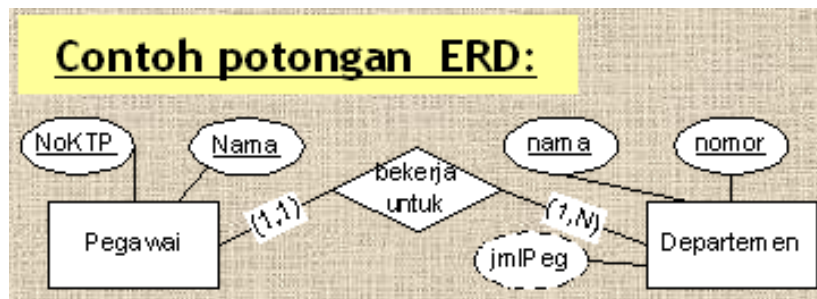 Contoh potongan ERD:
NoKTP
Nama
nama
nomor
bekerja
untuk
(1,1)
(1,N)
Pegawai
Departemen
jmlPeg